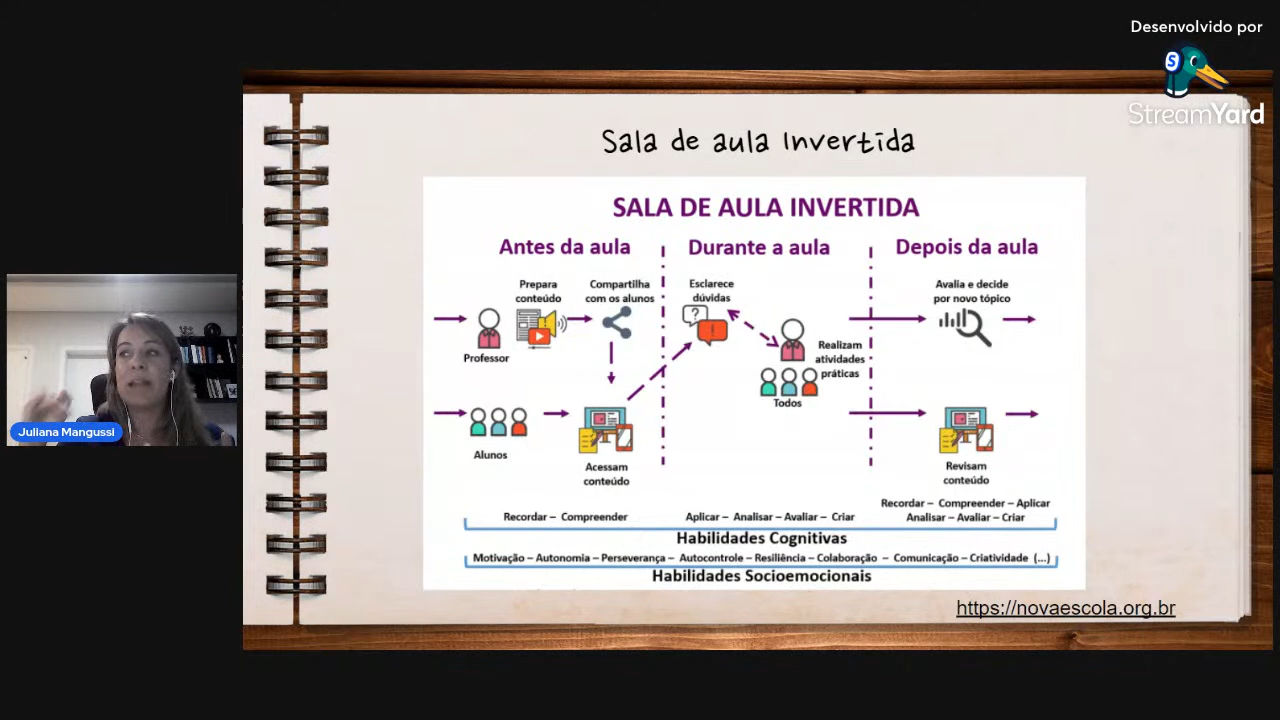 Desenvolvido por
StreamYard
Sala de aula Invertida
SALA DE AULA INVERTIDA
Antes da aula
Durante a aula
Depois da aula
Prepara
conteúdo
Compartilha
com os alunos
Esclarece
dúvidas
Avalia e decide
por novo tópico
Professor
Realizam
atividades
práticas
Todos
Alunos
Acessam
conteúdo
Revisam
conteúdo
Recordar – Compreender
Aplicar – Analisar – Avaliar – Criar
Recordar – Compreender – Aplicar
Analisar – Avaliar – Criar
Habilidades Cognitivas
Motivação – Autonomia – Perseverança – Autocontrole – Resiliência – Colaboração – Comunicação – Criatividade (...)
Habilidades Socioemocionais
https://novaescola.org.br
Juliana Mangussi